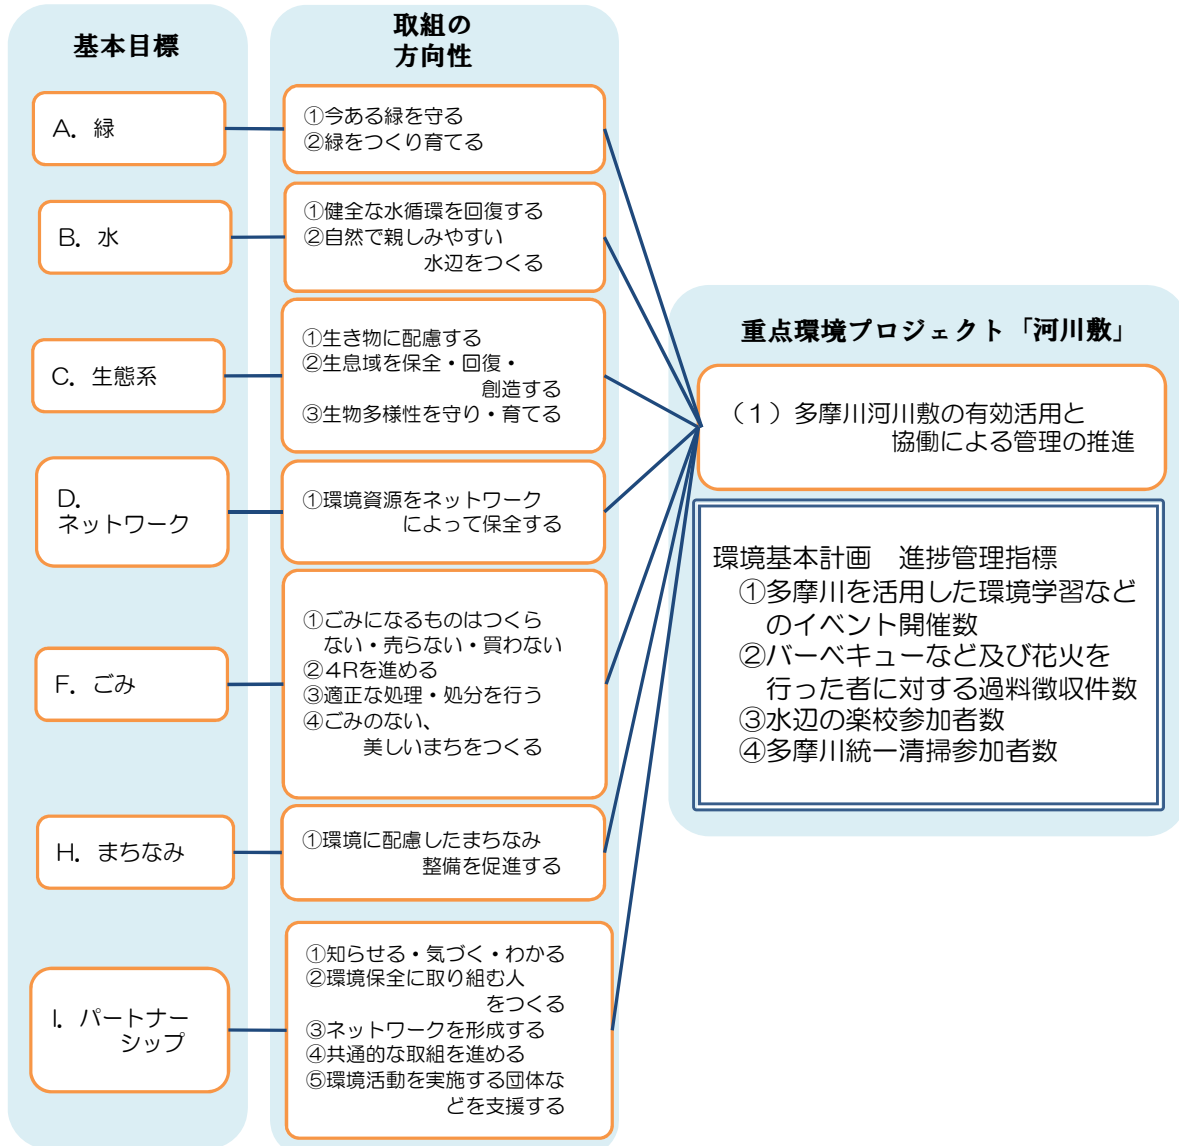 基本目標
取組の
方向性
A. 緑
①今ある緑を守る
②緑をつくり育てる
B. 水
①健全な水循環を回復する
②自然で親しみやすい
水辺をつくる
C. 生態系
①生き物に配慮する
②生息域を保全・回復・
創造する
③生物多様性を守り・育てる
D.
ネットワーク
①環境資源をネットワーク
によって保全する
F. ごみ
①ごみになるものはつくら
ない・売らない・買わない
②4Rを進める
③適正な処理・処分を行う
④ごみのない、
美しいまちをつくる
H. まちなみ
①環境に配慮したまちなみ
整備を促進する
I. パートナー
シップ
①知らせる・気づく・わかる
②環境保全に取り組む人
をつくる
③ネットワークを形成する
④共通的な取組を進める
⑤環境活動を実施する団体な
どを支援する
重点環境プロジェクト「河川敷」
（1）多摩川河川敷の有効活用と
協働による管理の推進
環境基本計画　進捗管理指標
①多摩川を活用した環境学習など
のイベント開催数
②バーベキューなど及び花火を
行った者に対する過料徴収件数
③水辺の楽校参加者数
④多摩川統一清掃参加者数